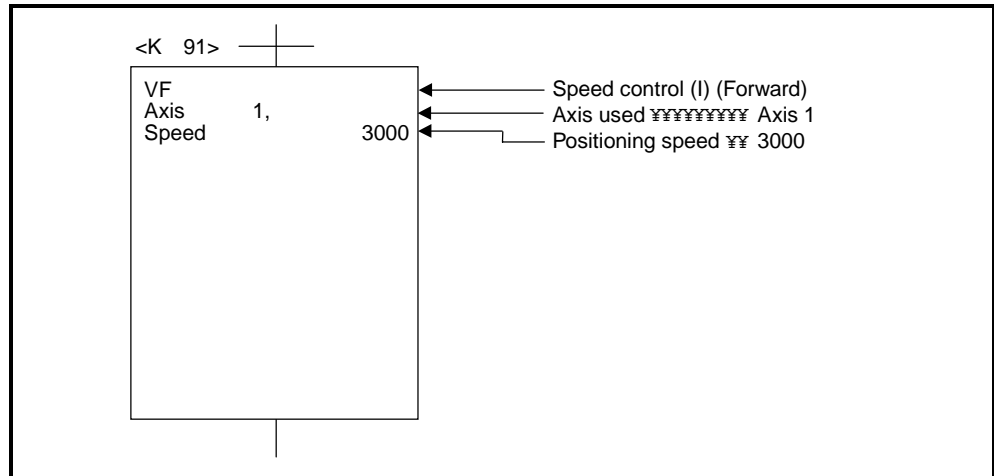 <K 91>
VF
Axis 1,
Speed 3000
Speed control (I) (Forward)
Axis used ¥¥¥¥¥¥¥¥¥ Axis 1
Positioning speed ¥¥ 3000